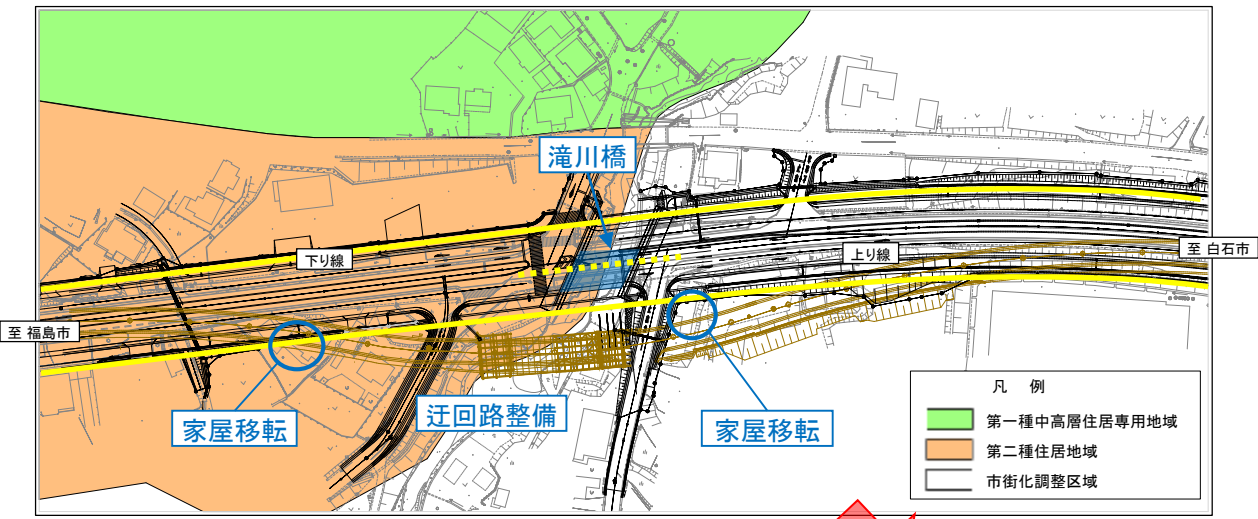 滝川橋
下り線
上り線
至 白石市
至 福島市
家屋移転
迂回路整備
家屋移転
凡 例
第一種中高層住居専用地域
第二種住居地域
市街化調整区域